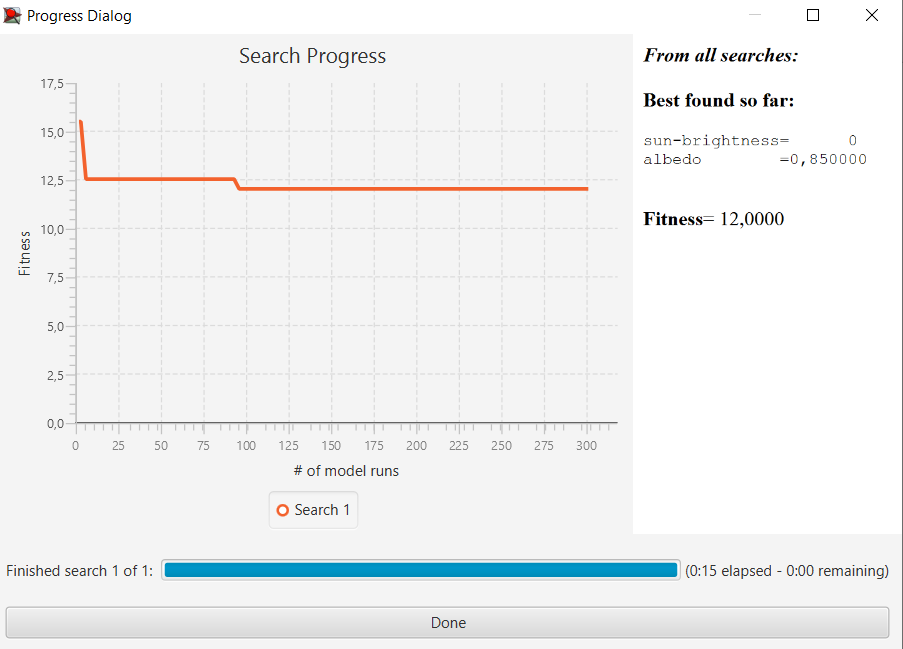 Progress Dialog
Search Progress
17,5
15,0
12,5
10,0
7,5
5,0
2,5
0,0
Fitness
0 25 50 75 100 125 150 175 200 225 250 275 300
# of model runs
Search 1
From all searches:
Best found so far:
sun-brightness= 0
albedo =0,850000
Fitness= 12,0000
Finished search 1 of 1: (0:15 elapsed - 0:00 remaining)
Done